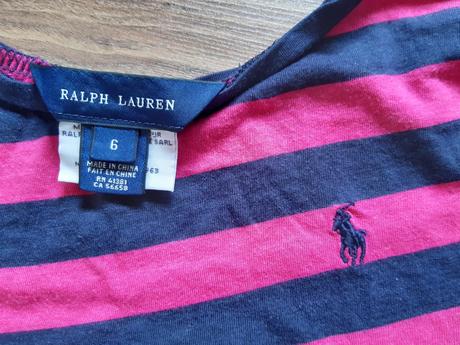 RALPH LAUREN
6
MADE IN CHINA
FAIT EN CHINE
RN 41381
CA 56658